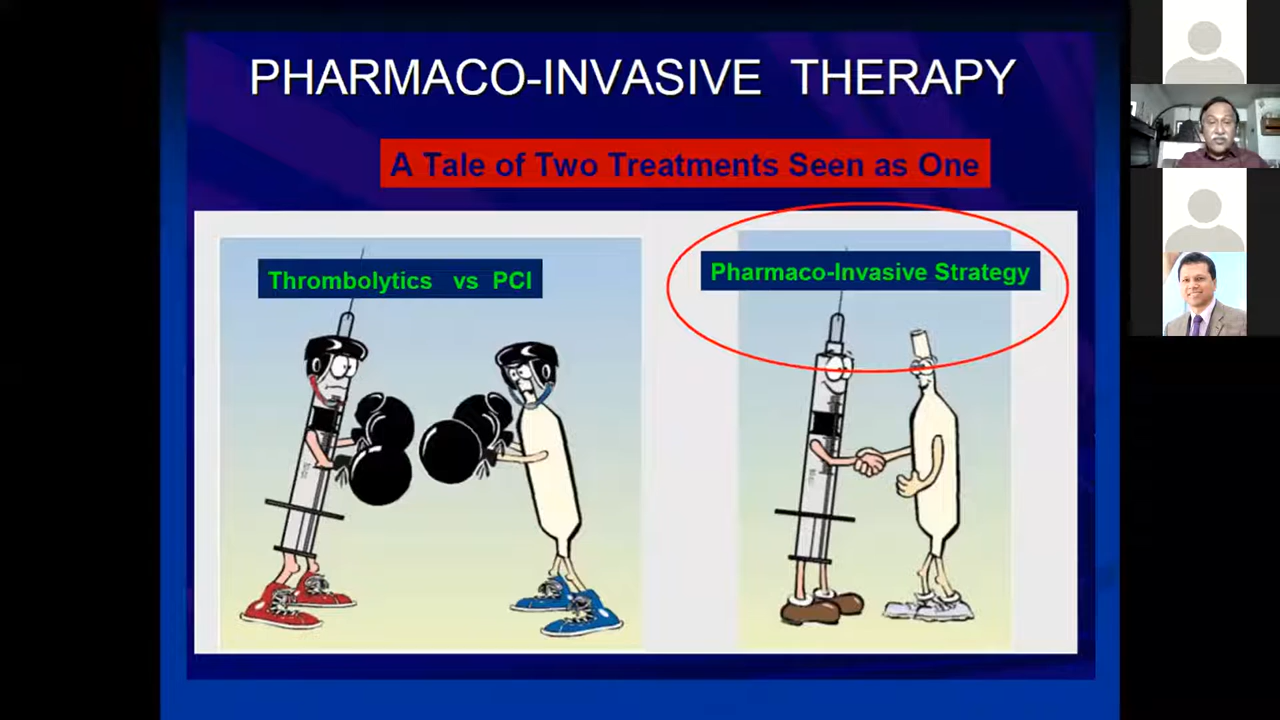 PHARMACO-INVASIVE THERAPY
A Tale of Two Treatments Seen as One
Thrombolytics vs PCI
Pharmaco-Invasive Strategy